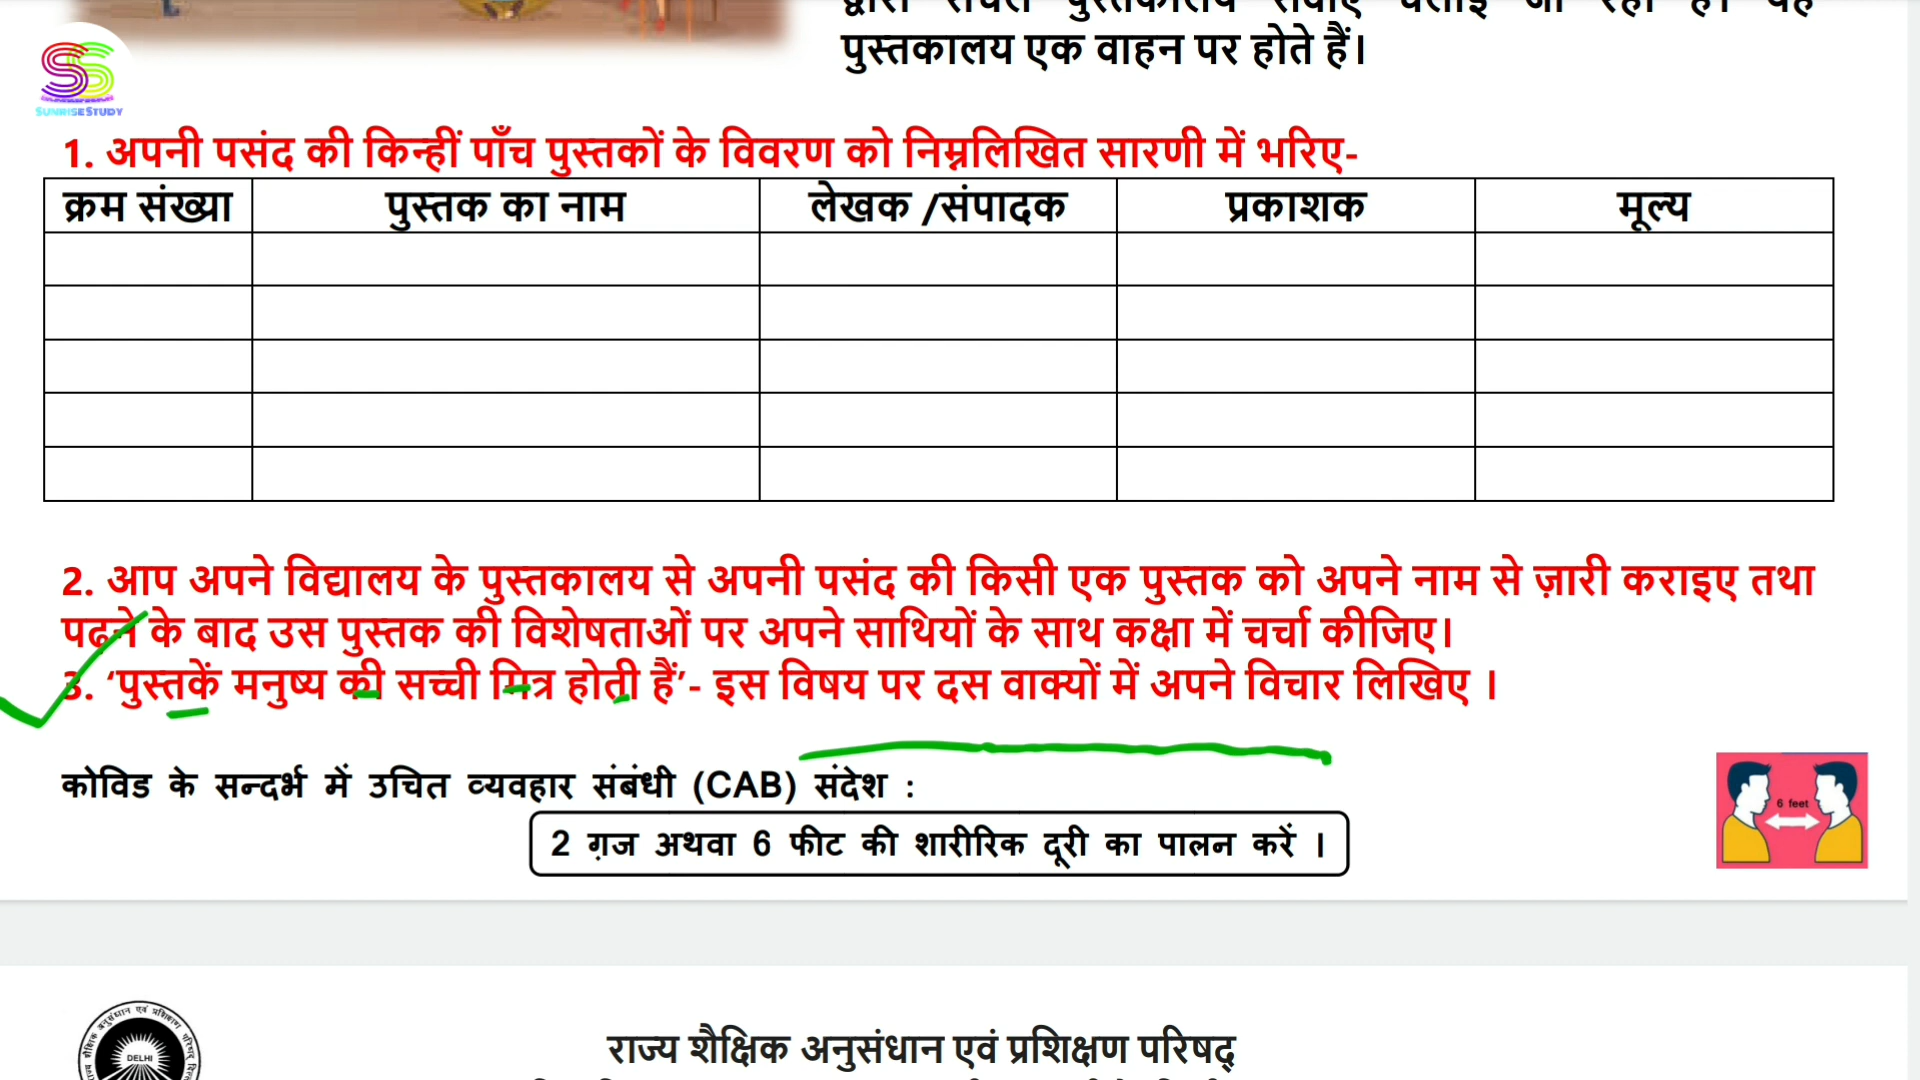 पुस्तकालय एक वाहन पर होते हैं।
SUNRISE STUDY
1. अपनी पसंद की किन्हीं पाँच पुस्तकों के विवरण को निम्नलिखित सारणी में भरिए-
क्रम संख्या पुस्तक का नाम लेखक /संपादक प्रकाशक मूल्य
2. आप अपने विद्यालय के पुस्तकालय से अपनी पसंद की किसी एक पुस्तक को अपने नाम से ज़ारी कराइए तथा
पढ़ने के बाद उस पुस्तक की विशेषताओं पर अपने साथियों के साथ कक्षा में चर्चा कीजिए।
3. ‘पुस्तकें मनुष्य की सच्ची मित्र होती हैं’- इस विषय पर दस वाक्यों में अपने विचार लिखिए ।
कोविड के सन्दर्भ में उचित व्यवहार संबंधी (CAB) संदेश :
6 feet
2 ग़ज अथवा 6 फीट की शारीरिक दूरी का पालन करें ।
राज्य शैक्षिक अनुसंधान एवं प्रशिक्षण परिषद्
DELHI